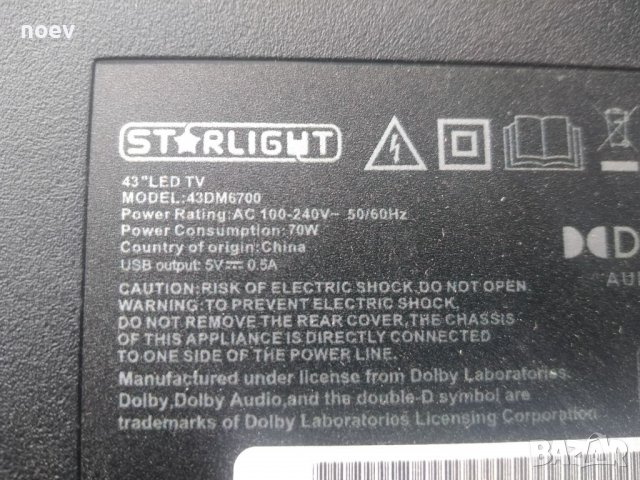 noev
STARLIGHT
43"LED TV
MODEL:43DM6700
Power Rating:AC 100-240V~ 50/60Hz
Power Consumption:70W
Country of origin:China
USB output: 5V⎓ 0.5A
CAUTION:RISK OF ELECTRIC SHOCK,DO NOT OPEN
WARNING: TO PREVENT ELECTRIC SHOCK,
DO NOT REMOVE THE REAR COVER,THE CHASSIS
OF THIS APPLIANCE IS DIRECTLY CONNECTED
TO ONE SIDE OF THE POWER LINE.
Manufactured under license from Dolby Laboratories.
Dolby,Dolby Audio,and the double-D symbol are
trademarks of Dolby Laboratories Licensing Corporation
BAZAR